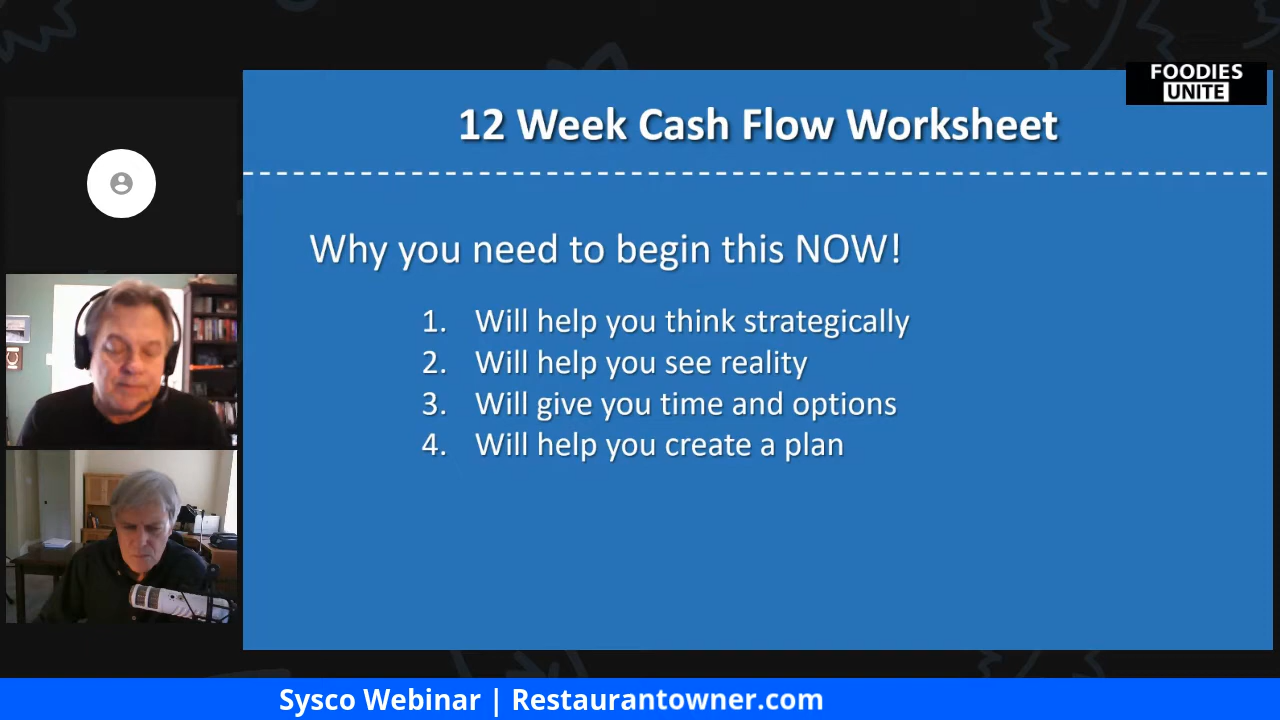 FOODIES
UNITE
12 Week Cash Flow Worksheet
Why you need to begin this NOW!
1. Will help you think strategically
2. Will help you see reality
3. Will give you time and options
4. Will help you create a plan
Sysco Webinar | Restaurantowner.com